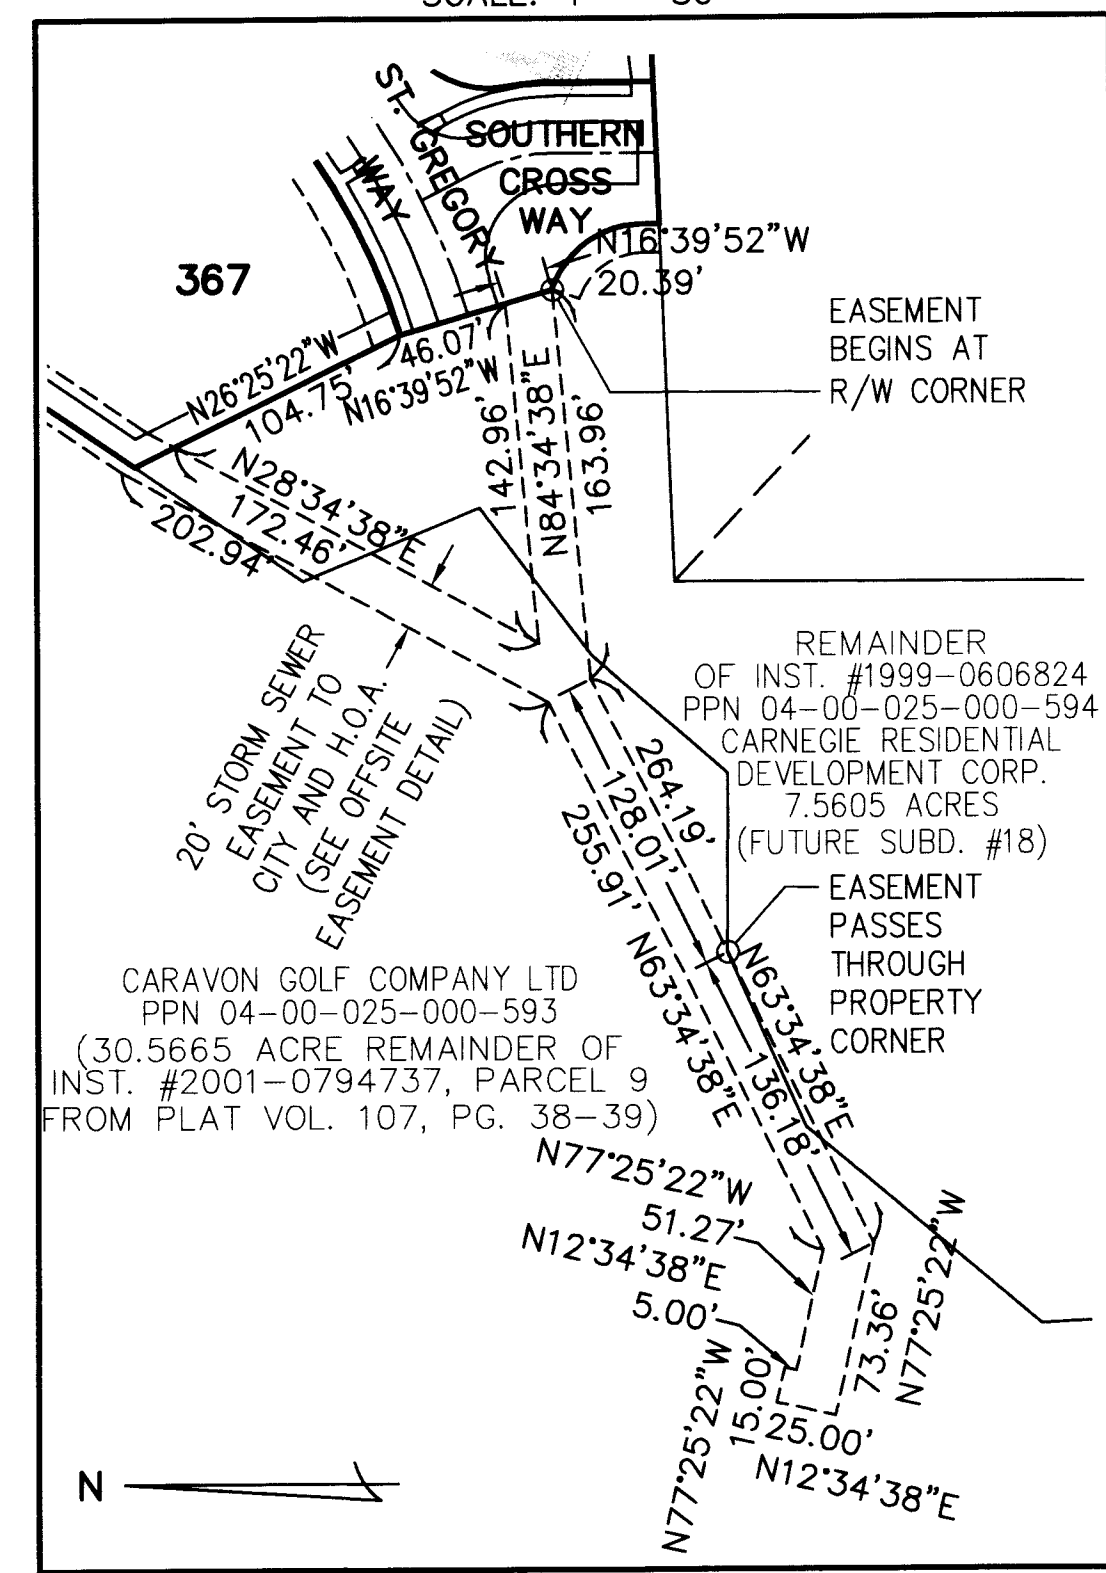 ST. GREGORY
WAY
SOUTHERN
CROSS
WAY
N16°39'52"W
20.39'
367
EASEMENT
BEGINS AT
R/W CORNER
N26°25'22"W
104.75'
46.07'
N16°39'52"W
142.96'
N84°34'38"E
163.96'
N28°34'38"E
172.46'
202.94'
20' STORM SEWER
EASEMENT TO
CITY AND H.O.A.
(SEE OFFSITE
EASEMENT DETAIL)
REMAINDER
OF INST. #1999-0606824
PPN 04-00-025-000-594
CARNEGIE RESIDENTIAL
DEVELOPMENT CORP.
7.5605 ACRES
(FUTURE SUBD. #18)
264.19'
128.01'
255.91'
N63°34'38"E
EASEMENT
PASSES
THROUGH
PROPERTY
CORNER
N63°34'38"E
136.18'
CARAVON GOLF COMPANY LTD
PPN 04-00-025-000-593
(30.5665 ACRE REMAINDER OF
INST. #2001-0794737, PARCEL 9
FROM PLAT VOL. 107, PG. 38-39)
N77°25'22"W
51.27'
N12°34'38"E
5.00'
N77°25'22"W
15.00'
25.00'
N12°34'38"E
73.36'
N77°25'22"W
N